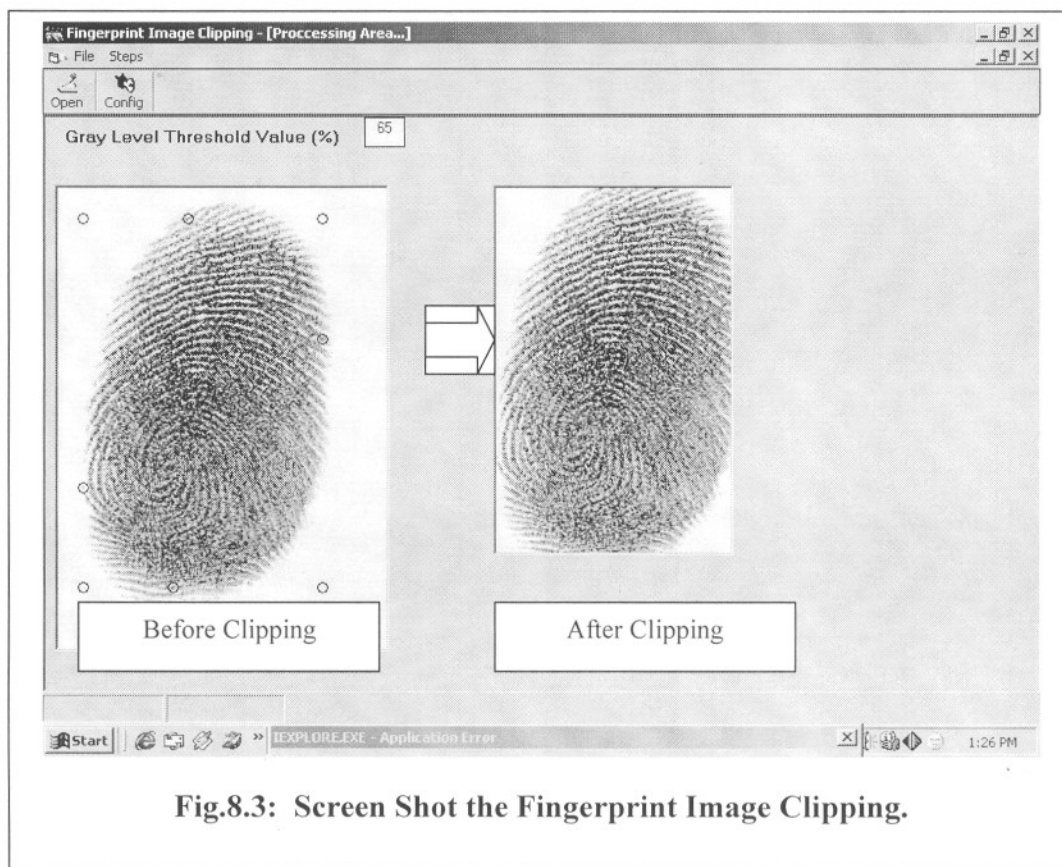 Fingerprint Image Clipping - [Proccessing Area...]
File Steps
Open Config
Gray Level Threshold Value (%) 65
Before Clipping After Clipping
Start » IEXPLORE.EXE - Application Error 1:26 PM
Fig.8.3: Screen Shot the Fingerprint Image Clipping.